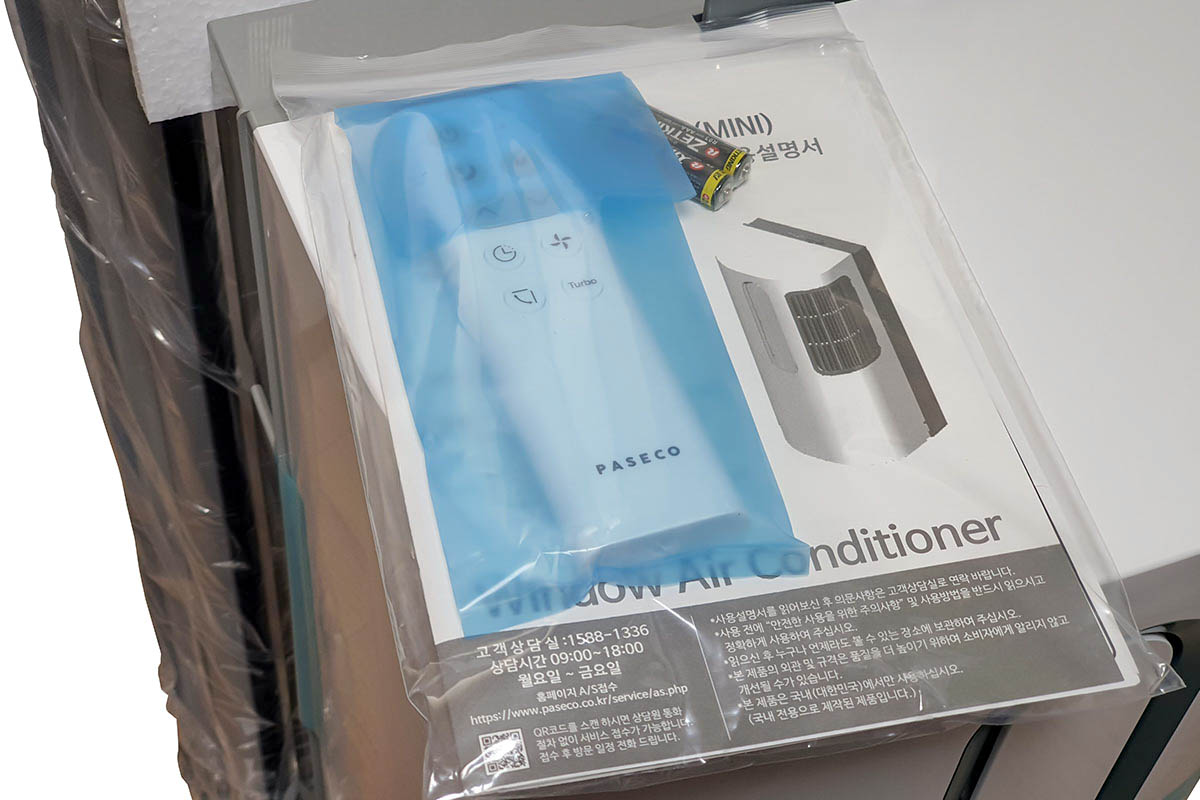 (MINI)
설명서
Turbo
PASECO
Window Air Conditioner
고객상담실:1588-1336
상담시간 09:00~18:00
월요일 ~ 금요일
홈페이지 A/S접수
https://www.paseco.co.kr/service/as.php
QR코드를 스캔 하시면 상담원 통화
절차 없이 서비스 접수가 가능합니다.
접수 후 방문 일정 전화 드립니다.
•사용설명서를 읽어보신 후 의문사항은 고객상담실로 연락 바랍니다.
•사용 전에 "안전한 사용을 위한 주의사항" 및 사용방법을 반드시 읽으시고
정확하게 사용하여 주십시오.
•읽으신 후 누구나 언제라도 볼 수 있는 장소에 보관하여 주십시오.
•본 제품의 외관 및 규격은 품질을 더 높이기 위하여 소비자에게 알리지 않고
개선될 수가 있습니다.
•본 제품은 국내(대한민국)에서만 사용하십시오.
(국내 전용으로 제작된 제품입니다.)